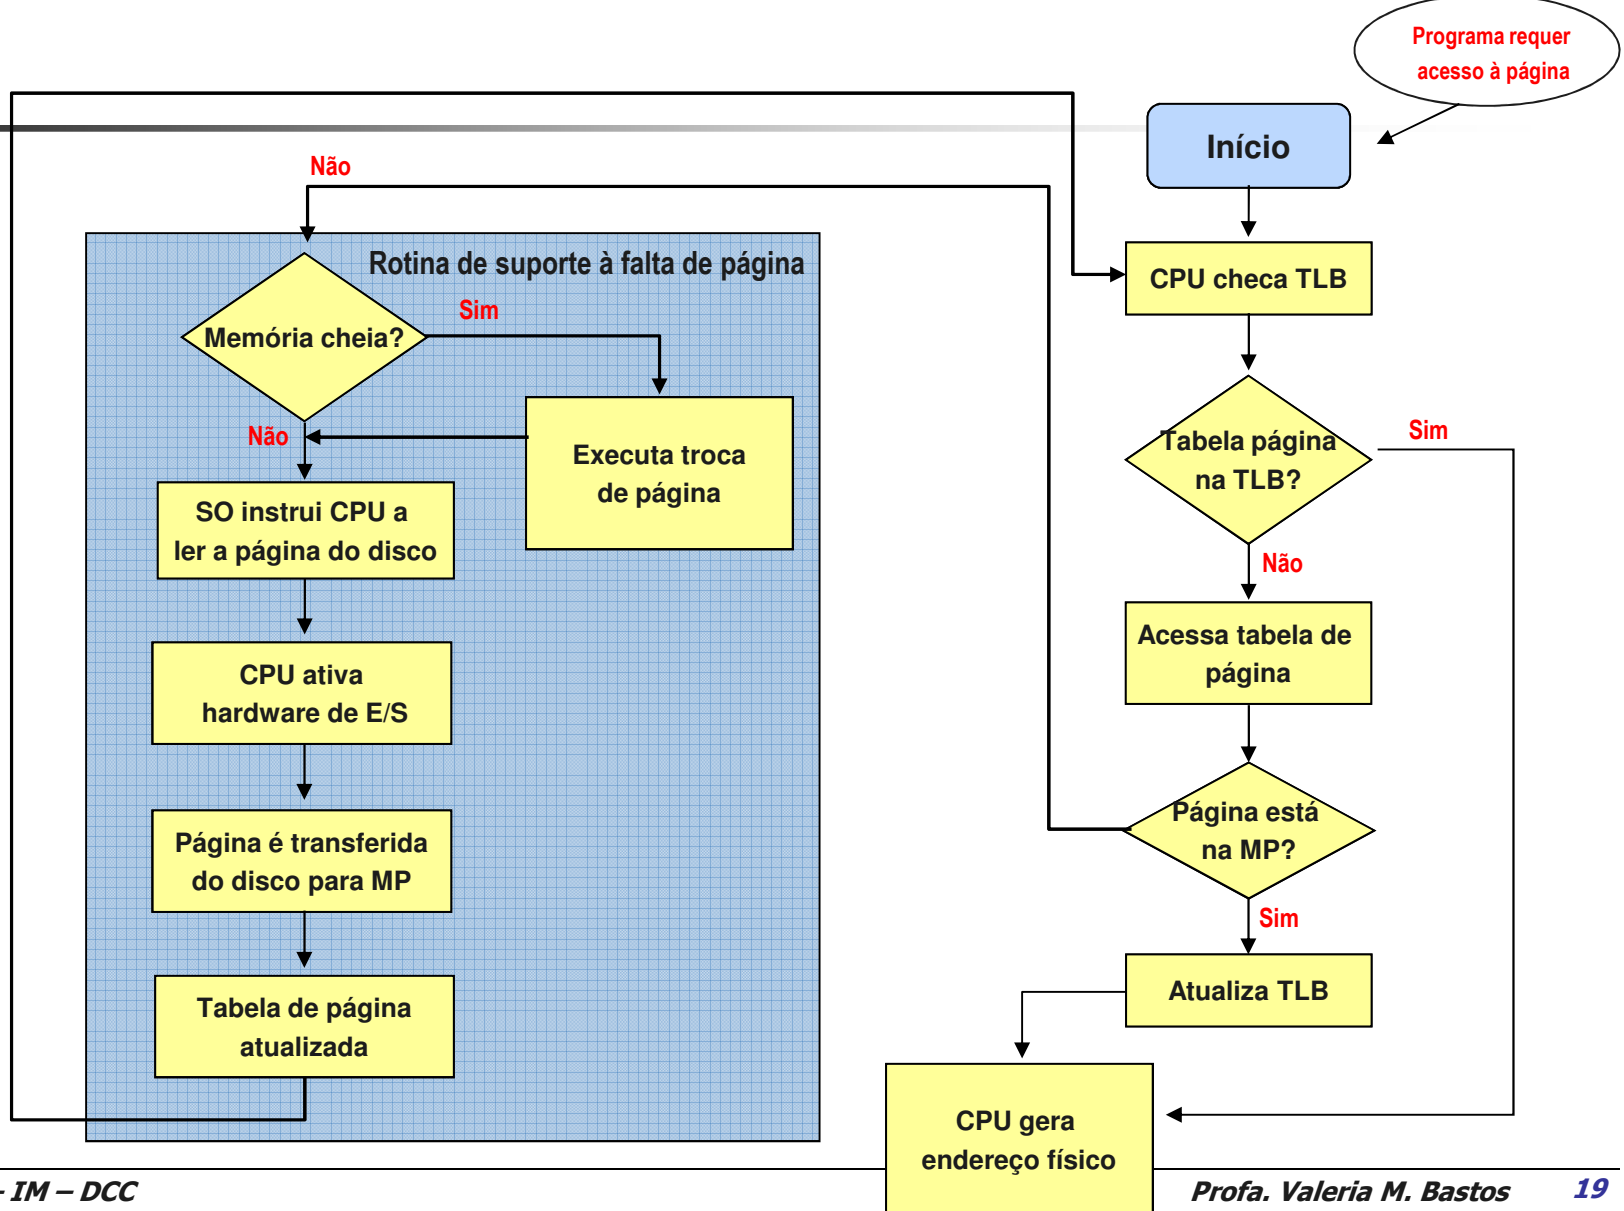 Programa requer
acesso à página
Início
Não
Rotina de suporte à falta de página
CPU checa TLB
Sim
Memória cheia?
Tabela página
na TLB?
Sim
Não
Executa troca
de página
SO instrui CPU a
ler a página do disco
Não
Acessa tabela de
página
CPU ativa
hardware de E/S
Página está
na MP?
Página é transferida
do disco para MP
Sim
Atualiza TLB
Tabela de página
atualizada
CPU gera
endereço físico
- IM – DCC
Profa. Valeria M. Bastos
19